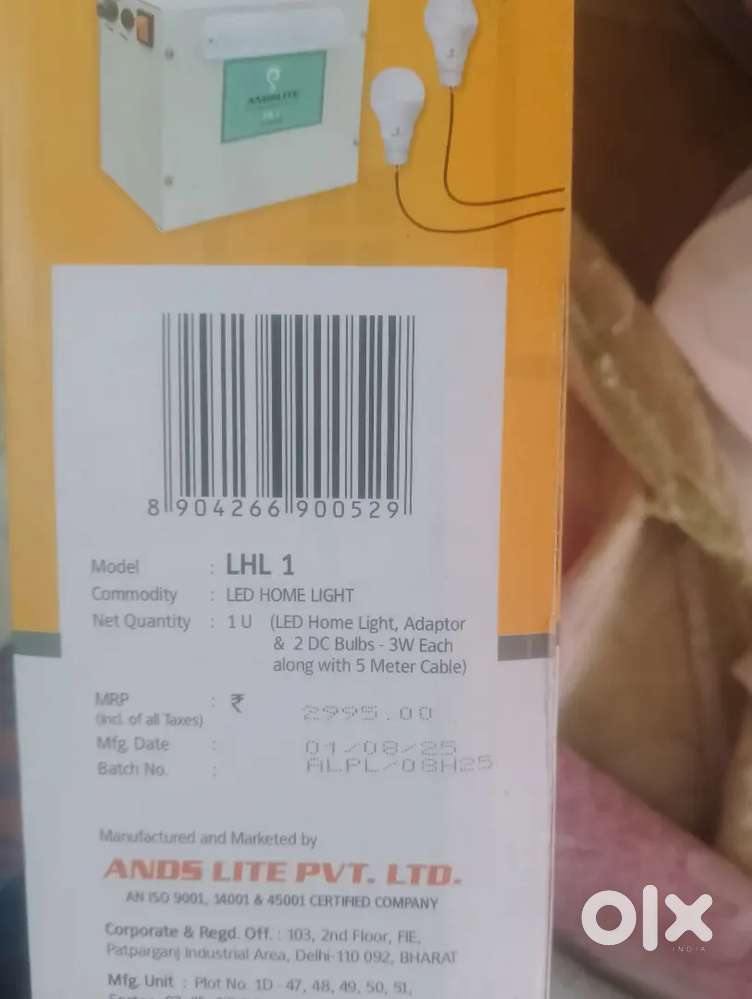 ANDSLITE
8 904266 900529
Model : LHL 1
Commodity : LED HOME LIGHT
Net Quantity : 1 U (LED Home Light, Adaptor
& 2 DC Bulbs - 3W Each
along with 5 Meter Cable)
MRP : ₹ 2995.00
(incl. of all Taxes)
Mfg. Date : 01/08/25
Batch No. : ALPL/08H25
Manufactured and Marketed by
ANDS LITE PVT. LTD.
AN ISO 9001, 14001 & 45001 CERTIFIED COMPANY
Corporate & Regd. Off. : 103, 2nd Floor, FIE,
Patparganj Industrial Area, Delhi-110 092, BHARAT
Mfg. Unit : Plot No. 1D - 47, 48, 49, 50, 51,
olx
INDIA